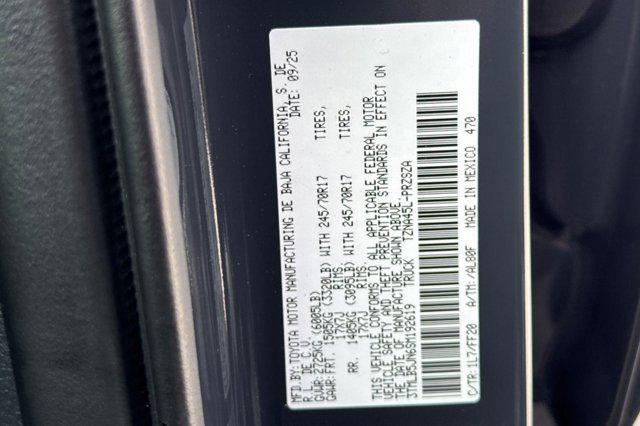 MFD.BY: TOYOTA MOTOR MANUFACTURING DE BAJA CALIFORNIA, S. DE
R. L. DE C.V. DATE: 09/25
GVWR: 2725KG (6005LB)
GAWR: FRT. 1505KG (3320LB) WITH 245/70R17 TIRES,
17X7J RIMS,
RR. 1405KG (3095LB) WITH 245/70R17 TIRES,
17X7J RIMS,
THIS VEHICLE CONFORMS TO ALL APPLICABLE FEDERAL MOTOR
VEHICLE SAFETY AND THEFT PREVENTION STANDARDS IN EFFECT ON
THE DATE OF MANUFACTURE SHOWN ABOVE.
3TMLB5JN6SM192619 TRUCK TZNA45L-PRZSZA
C/TR: 1L7/FF20 A/TM: /AL80F MADE IN MEXICO 470